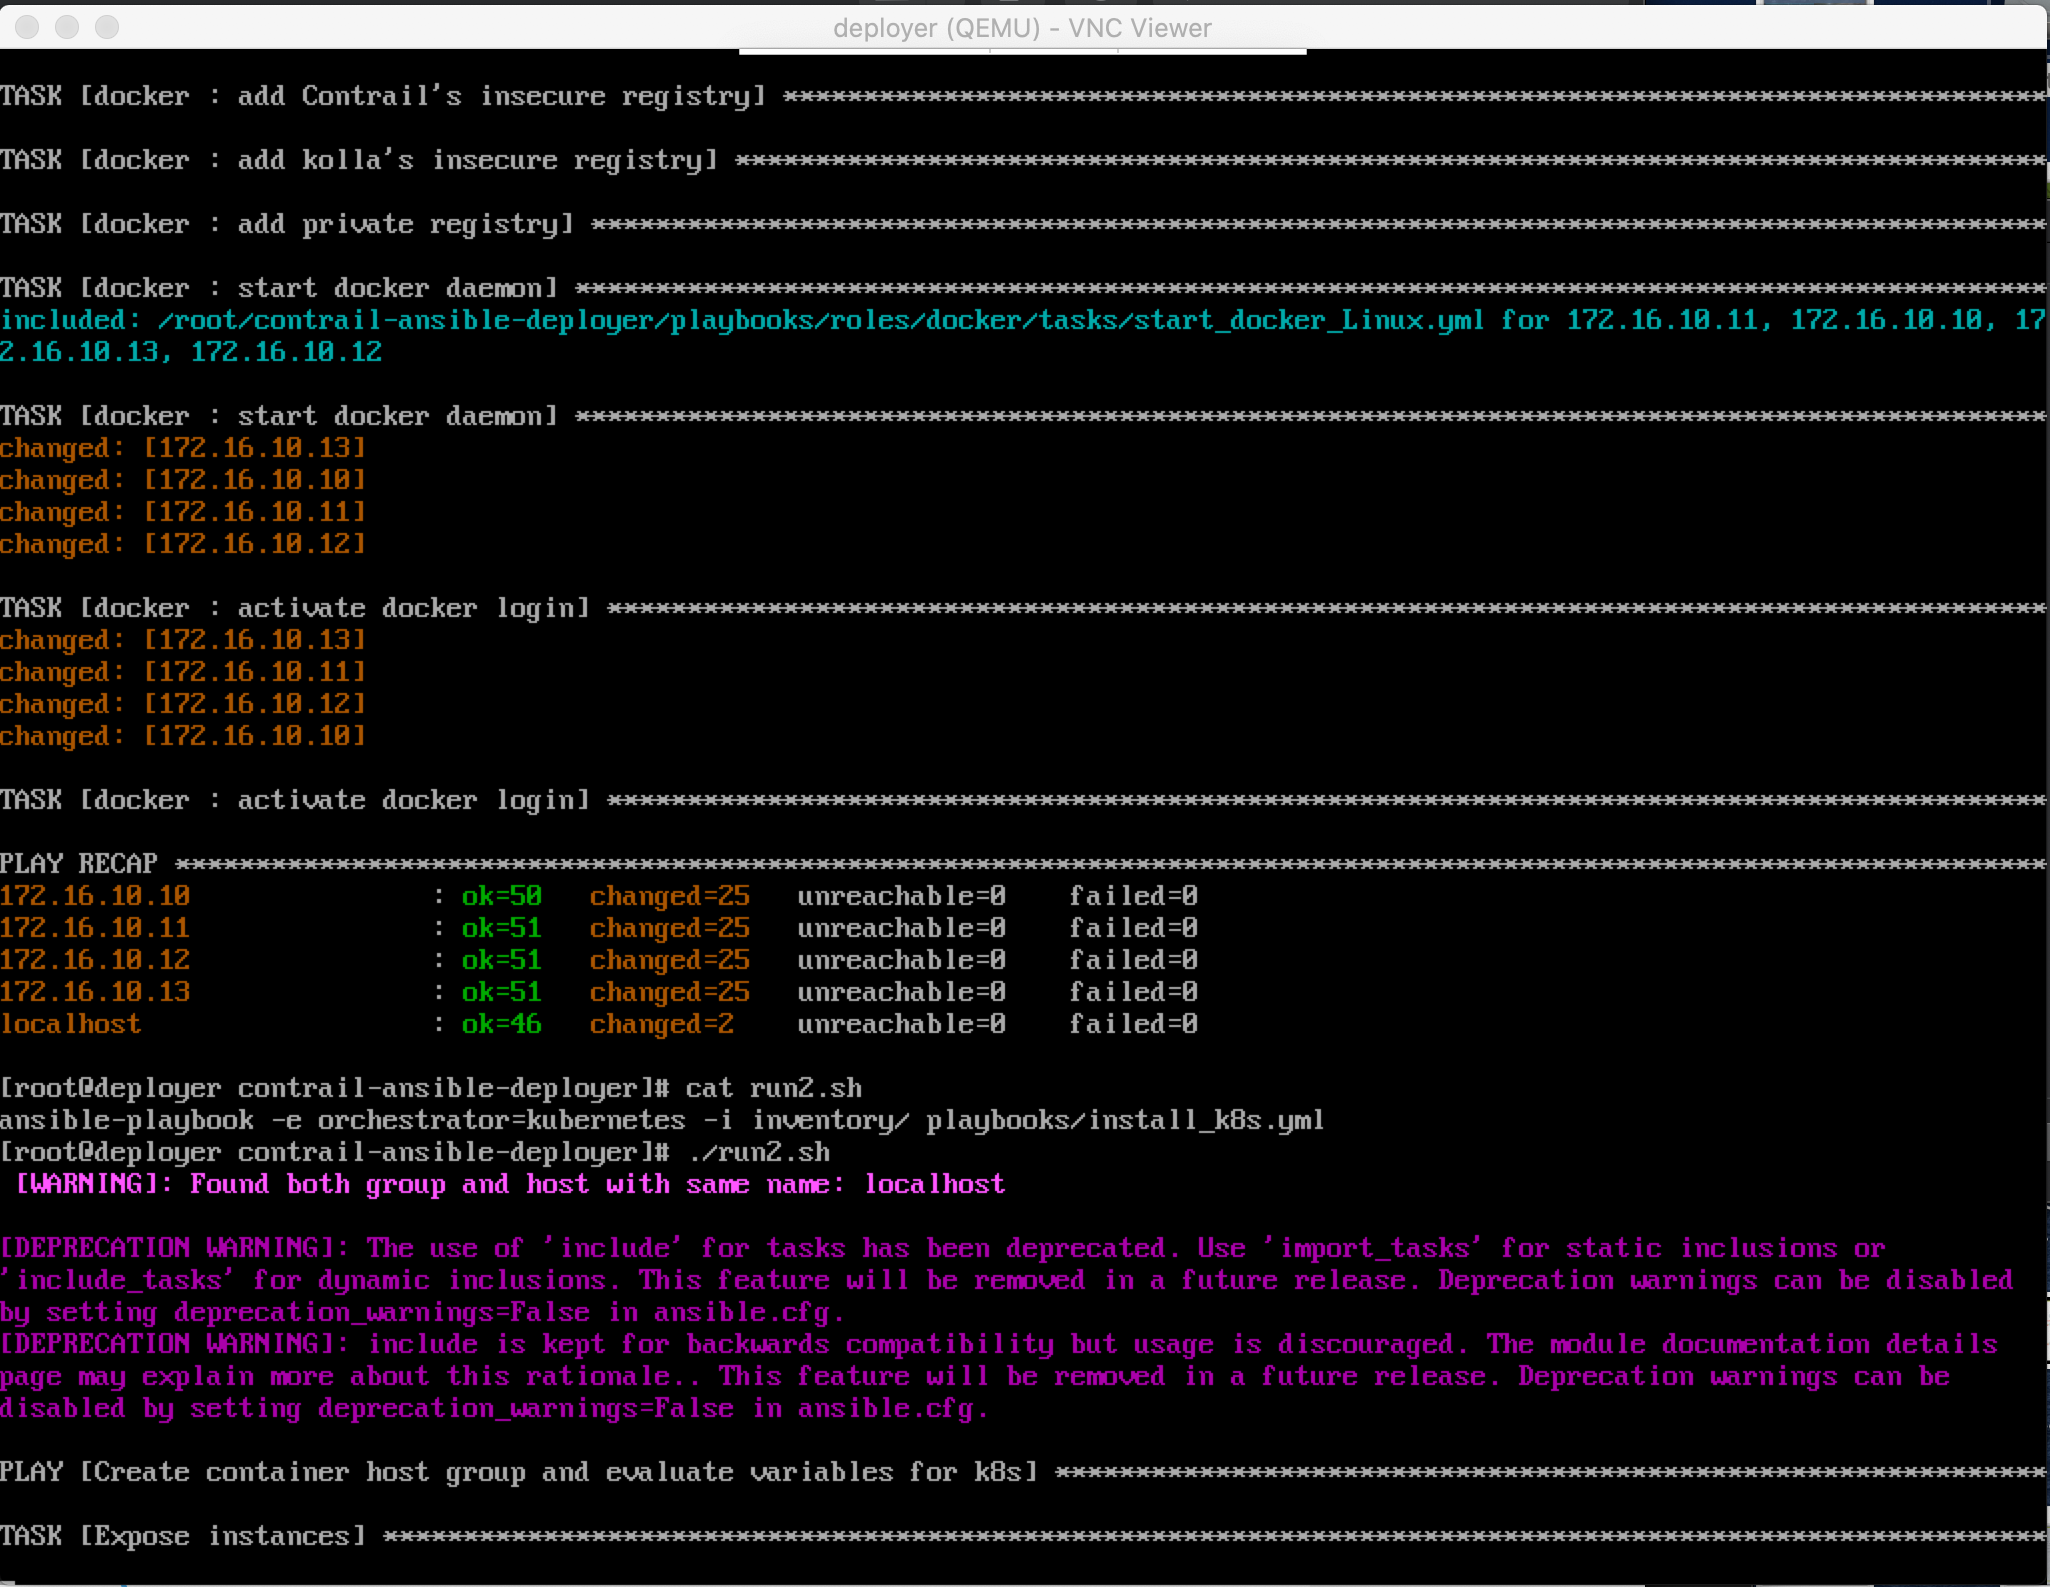 deployer (QEMU) - VNC Viewer
TASK [docker : add Contrail's insecure registry] *******************************************************************************
TASK [docker : add kolla's insecure registry] **********************************************************************************
TASK [docker : add private registry] *******************************************************************************************
TASK [docker : start docker daemon] ********************************************************************************************
included: /root/contrail-ansible-deployer/playbooks/roles/docker/tasks/start_docker_Linux.yml for 172.16.10.11, 172.16.10.10, 17
2.16.10.13, 172.16.10.12
TASK [docker : start docker daemon] ********************************************************************************************
changed: [172.16.10.13]
changed: [172.16.10.10]
changed: [172.16.10.11]
changed: [172.16.10.12]
TASK [docker : activate docker login] ******************************************************************************************
changed: [172.16.10.13]
changed: [172.16.10.11]
changed: [172.16.10.12]
changed: [172.16.10.10]
TASK [docker : activate docker login] ******************************************************************************************
PLAY RECAP *********************************************************************************************************************
172.16.10.10 : ok=50 changed=25 unreachable=0 failed=0
172.16.10.11 : ok=51 changed=25 unreachable=0 failed=0
172.16.10.12 : ok=51 changed=25 unreachable=0 failed=0
172.16.10.13 : ok=51 changed=25 unreachable=0 failed=0
localhost : ok=46 changed=2 unreachable=0 failed=0
[root@deployer contrail-ansible-deployer]# cat run2.sh
ansible-playbook -e orchestrator=kubernetes -i inventory/ playbooks/install_k8s.yml
[root@deployer contrail-ansible-deployer]# ./run2.sh
[WARNING]: Found both group and host with same name: localhost
[DEPRECATION WARNING]: The use of 'include' for tasks has been deprecated. Use 'import_tasks' for static inclusions or
'include_tasks' for dynamic inclusions. This feature will be removed in a future release. Deprecation warnings can be disabled
by setting deprecation_warnings=False in ansible.cfg.
[DEPRECATION WARNING]: include is kept for backwards compatibility but usage is discouraged. The module documentation details
page may explain more about this rationale.. This feature will be removed in a future release. Deprecation warnings can be
disabled by setting deprecation_warnings=False in ansible.cfg.
PLAY [Create container host group and evaluate variables for k8s] **************************************************************
TASK [Expose instances] ********************************************************************************************************